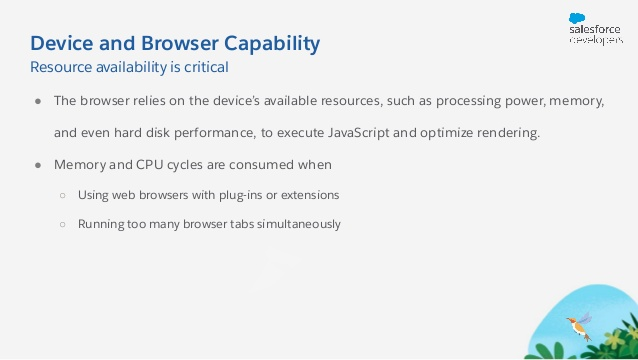 salesforce
developers
Device and Browser Capability
Resource availability is critical
● The browser relies on the device's available resources, such as processing power, memory,
and even hard disk performance, to execute JavaScript and optimize rendering.
● Memory and CPU cycles are consumed when
○ Using web browsers with plug-ins or extensions
○ Running too many browser tabs simultaneously